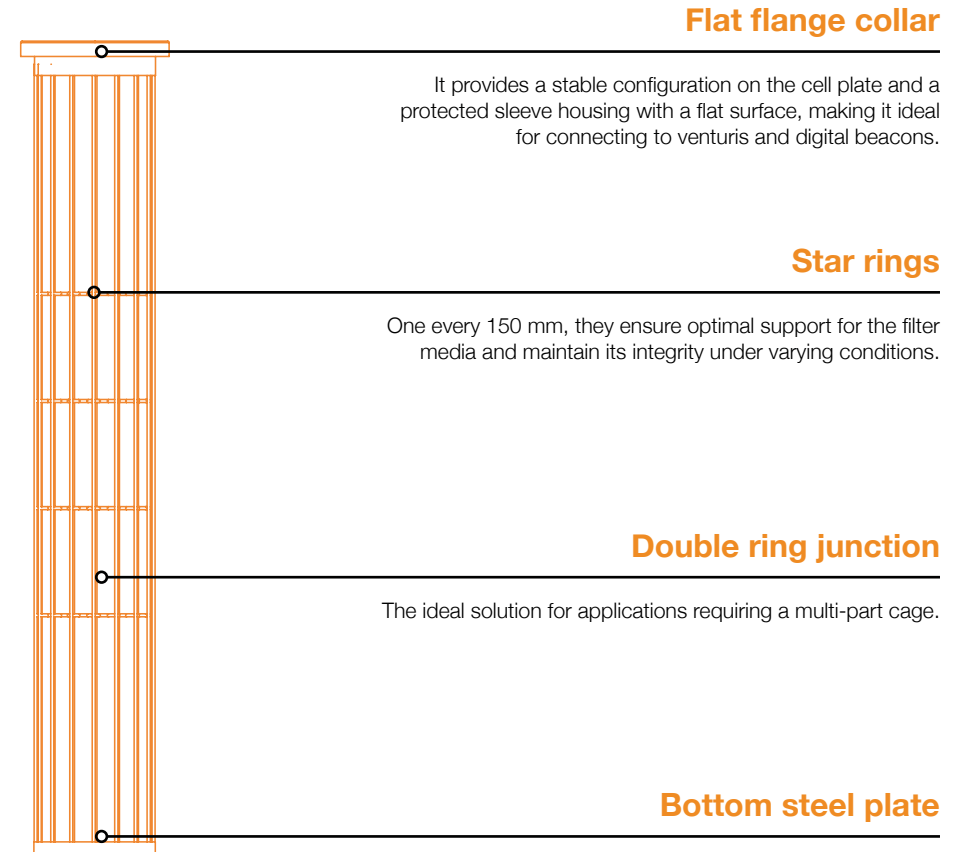 Flat flange collar
It provides a stable configuration on the cell plate and a
protected sleeve housing with a flat surface, making it ideal
for connecting to venturis and digital beacons.
Star rings
One every 150 mm, they ensure optimal support for the filter
media and maintain its integrity under varying conditions.
Double ring junction
The ideal solution for applications requiring a multi-part cage.
Bottom steel plate